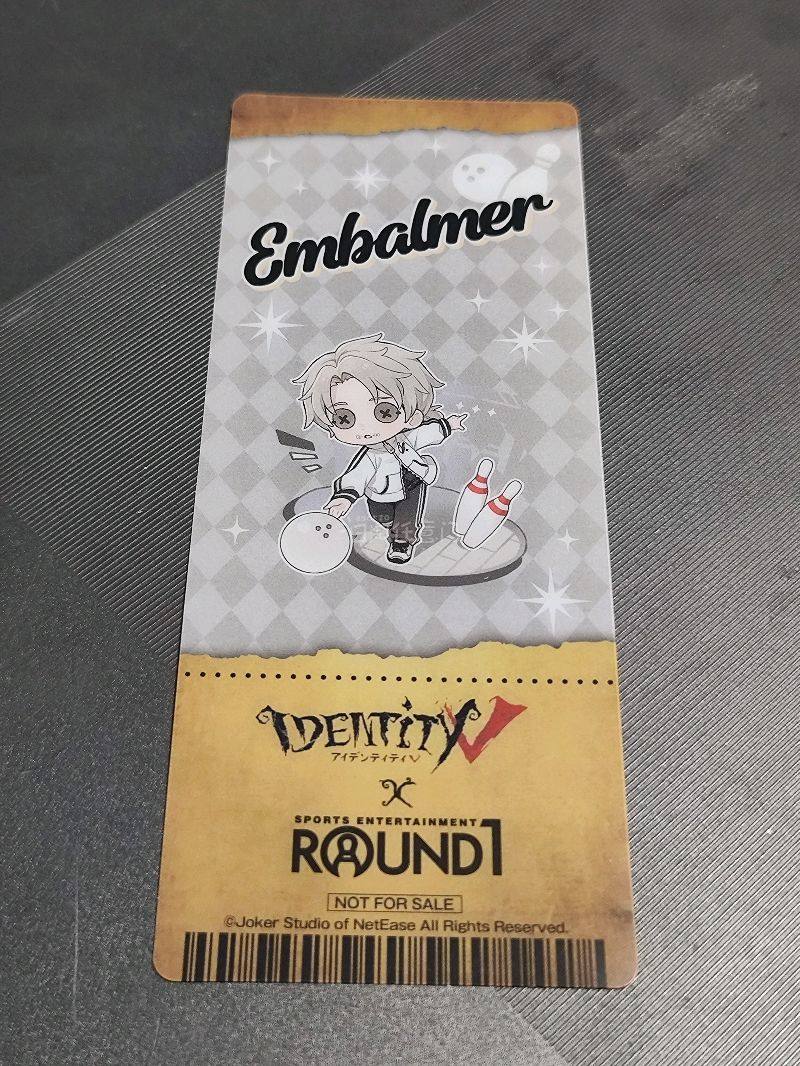 Embalmer
IDENTITY V
アイデンティティV
SPORTS ENTERTAINMENT
ROUND1
NOT FOR SALE
©Joker Studio of NetEase All Rights Reserved.